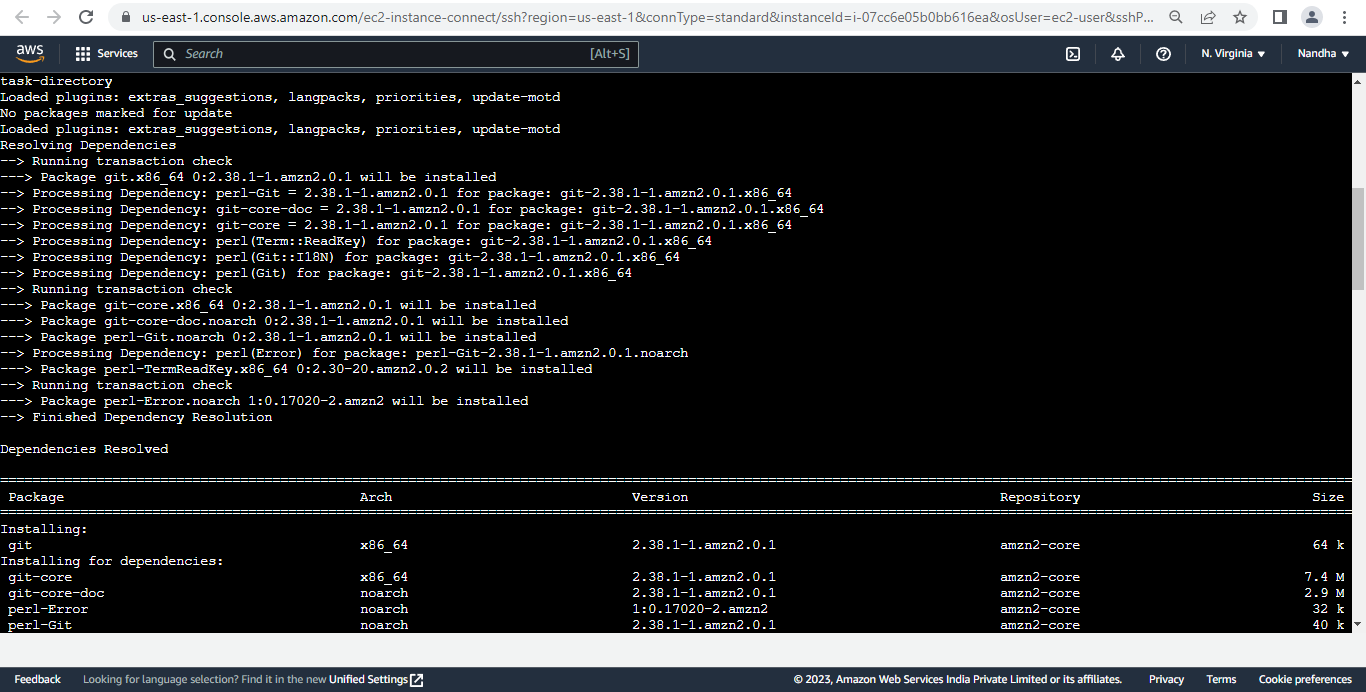 us-east-1.console.aws.amazon.com/ec2-instance-connect/ssh?region=us-east-1&connType=standard&instanceId=i-07cc6e05b0bb616ea&osUser=ec2-user&sshP...
aws Services Search [Alt+S] N. Virginia Nandha
task-directory
Loaded plugins: extras_suggestions, langpacks, priorities, update-motd
No packages marked for update
Loaded plugins: extras_suggestions, langpacks, priorities, update-motd
Resolving Dependencies
--> Running transaction check
---> Package git.x86_64 0:2.38.1-1.amzn2.0.1 will be installed
--> Processing Dependency: perl-Git = 2.38.1-1.amzn2.0.1 for package: git-2.38.1-1.amzn2.0.1.x86_64
--> Processing Dependency: git-core-doc = 2.38.1-1.amzn2.0.1 for package: git-2.38.1-1.amzn2.0.1.x86_64
--> Processing Dependency: git-core = 2.38.1-1.amzn2.0.1 for package: git-2.38.1-1.amzn2.0.1.x86_64
--> Processing Dependency: perl(Term::ReadKey) for package: git-2.38.1-1.amzn2.0.1.x86_64
--> Processing Dependency: perl(Git::I18N) for package: git-2.38.1-1.amzn2.0.1.x86_64
--> Processing Dependency: perl(Git) for package: git-2.38.1-1.amzn2.0.1.x86_64
--> Running transaction check
---> Package git-core.x86_64 0:2.38.1-1.amzn2.0.1 will be installed
---> Package git-core-doc.noarch 0:2.38.1-1.amzn2.0.1 will be installed
---> Package perl-Git.noarch 0:2.38.1-1.amzn2.0.1 will be installed
--> Processing Dependency: perl(Error) for package: perl-Git-2.38.1-1.amzn2.0.1.noarch
---> Package perl-TermReadKey.x86_64 0:2.30-20.amzn2.0.2 will be installed
--> Running transaction check
---> Package perl-Error.noarch 1:0.17020-2.amzn2 will be installed
--> Finished Dependency Resolution
Dependencies Resolved
Package Arch Version Repository Size
Installing:
git x86_64 2.38.1-1.amzn2.0.1 amzn2-core 64 k
Installing for dependencies:
git-core x86_64 2.38.1-1.amzn2.0.1 amzn2-core 7.4 M
git-core-doc noarch 2.38.1-1.amzn2.0.1 amzn2-core 2.9 M
perl-Error noarch 1:0.17020-2.amzn2 amzn2-core 32 k
perl-Git noarch 2.38.1-1.amzn2.0.1 amzn2-core 40 k
Feedback Looking for language selection? Find it in the new Unified Settings © 2023, Amazon Web Services India Private Limited or its affiliates. Privacy Terms Cookie preferences